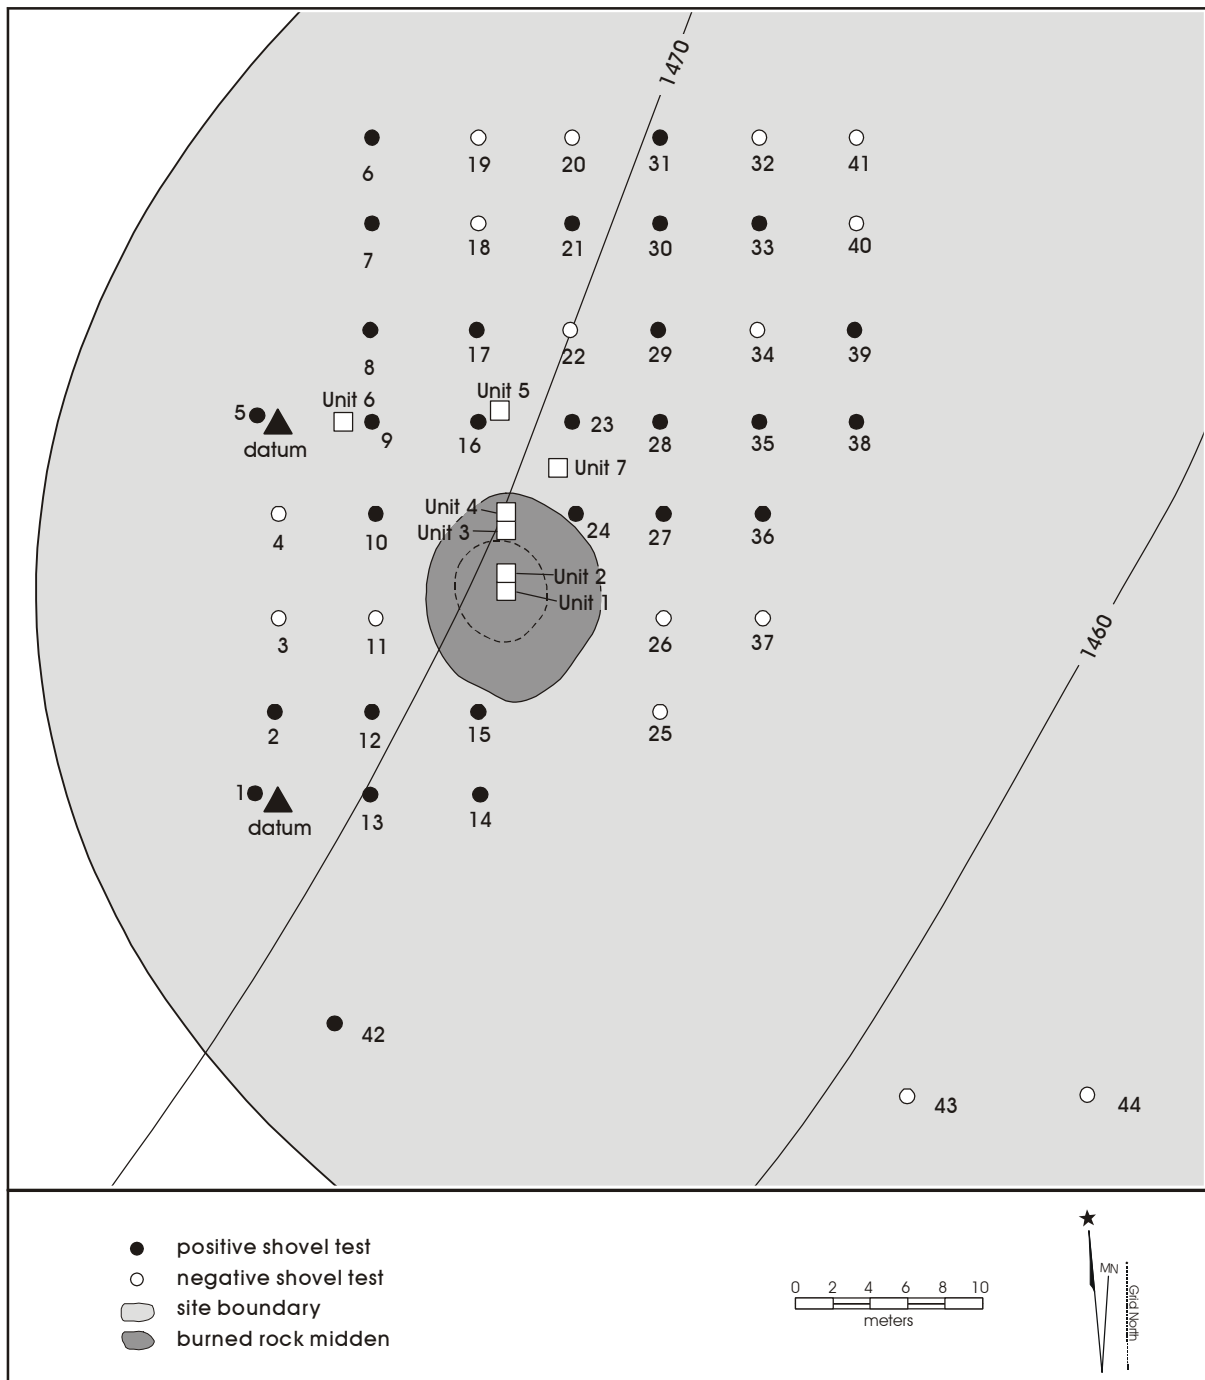 1470
6
19
20
31
32
41
7
18
21
30
33
40
8
17
22
29
34
39
Unit 5
Unit 6
5
datum
9
16
23
28
35
38
Unit 7
Unit 4
Unit 3
4
10
24
27
36
Unit 2
Unit 1
3
11
26
37
1460
2
12
15
25
1
datum
13
14
42
43
44
positive shovel test
negative shovel test
site boundary
burned rock midden
0 2 4 6 8 10
meters
MN
Grid North